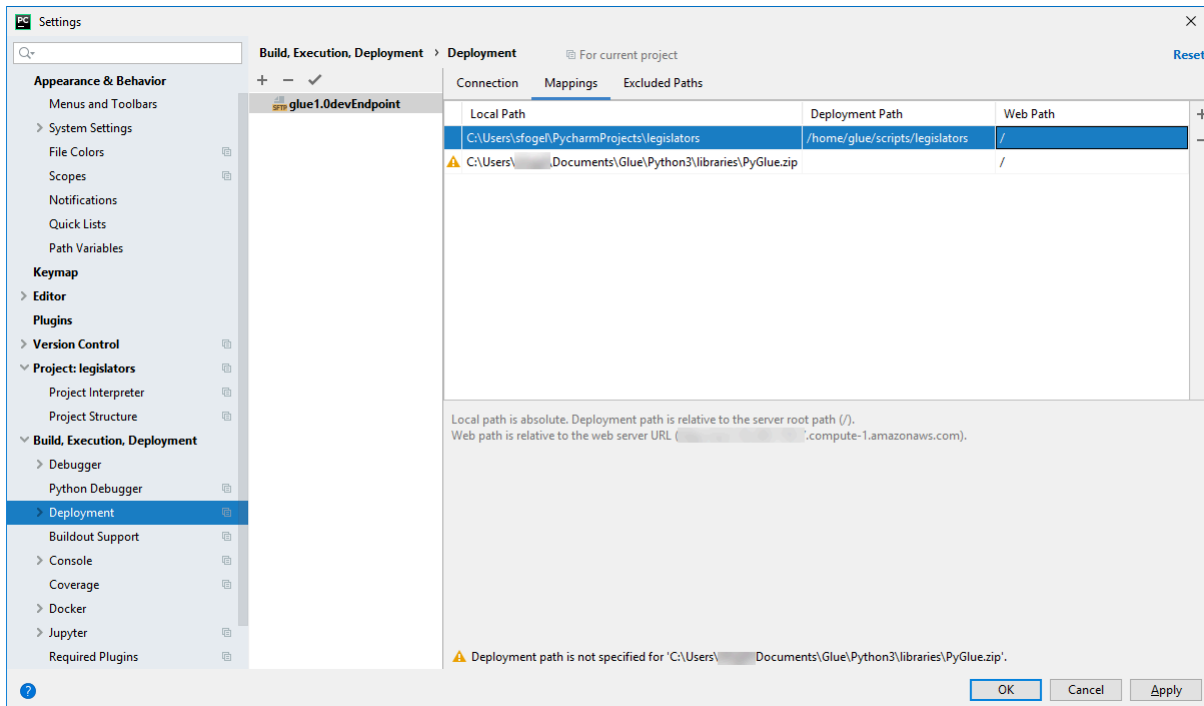 PC Settings
Build, Execution, Deployment › Deployment For current project Reset
Appearance & Behavior
Menus and Toolbars
System Settings
File Colors
Scopes
Notifications
Quick Lists
Path Variables
Keymap
Editor
Plugins
Version Control
Project: legislators
Project Interpreter
Project Structure
Build, Execution, Deployment
Debugger
Python Debugger
Deployment
Buildout Support
Console
Coverage
Docker
Jupyter
Required Plugins
SFTP glue1.0devEndpoint
Connection Mappings Excluded Paths
Local Path Deployment Path Web Path
C:\Users\sfogel\PycharmProjects\legislators /home/glue/scripts/legislators /
C:\Users\ .Documents\Glue\Python3\libraries\PyGlue.zip /
Local path is absolute. Deployment path is relative to the server root path (/).
Web path is relative to the web server URL ( .compute-1.amazonaws.com).
Deployment path is not specified for 'C:\Users\ Documents\Glue\Python3\libraries\PyGlue.zip'.
? OK Cancel Apply